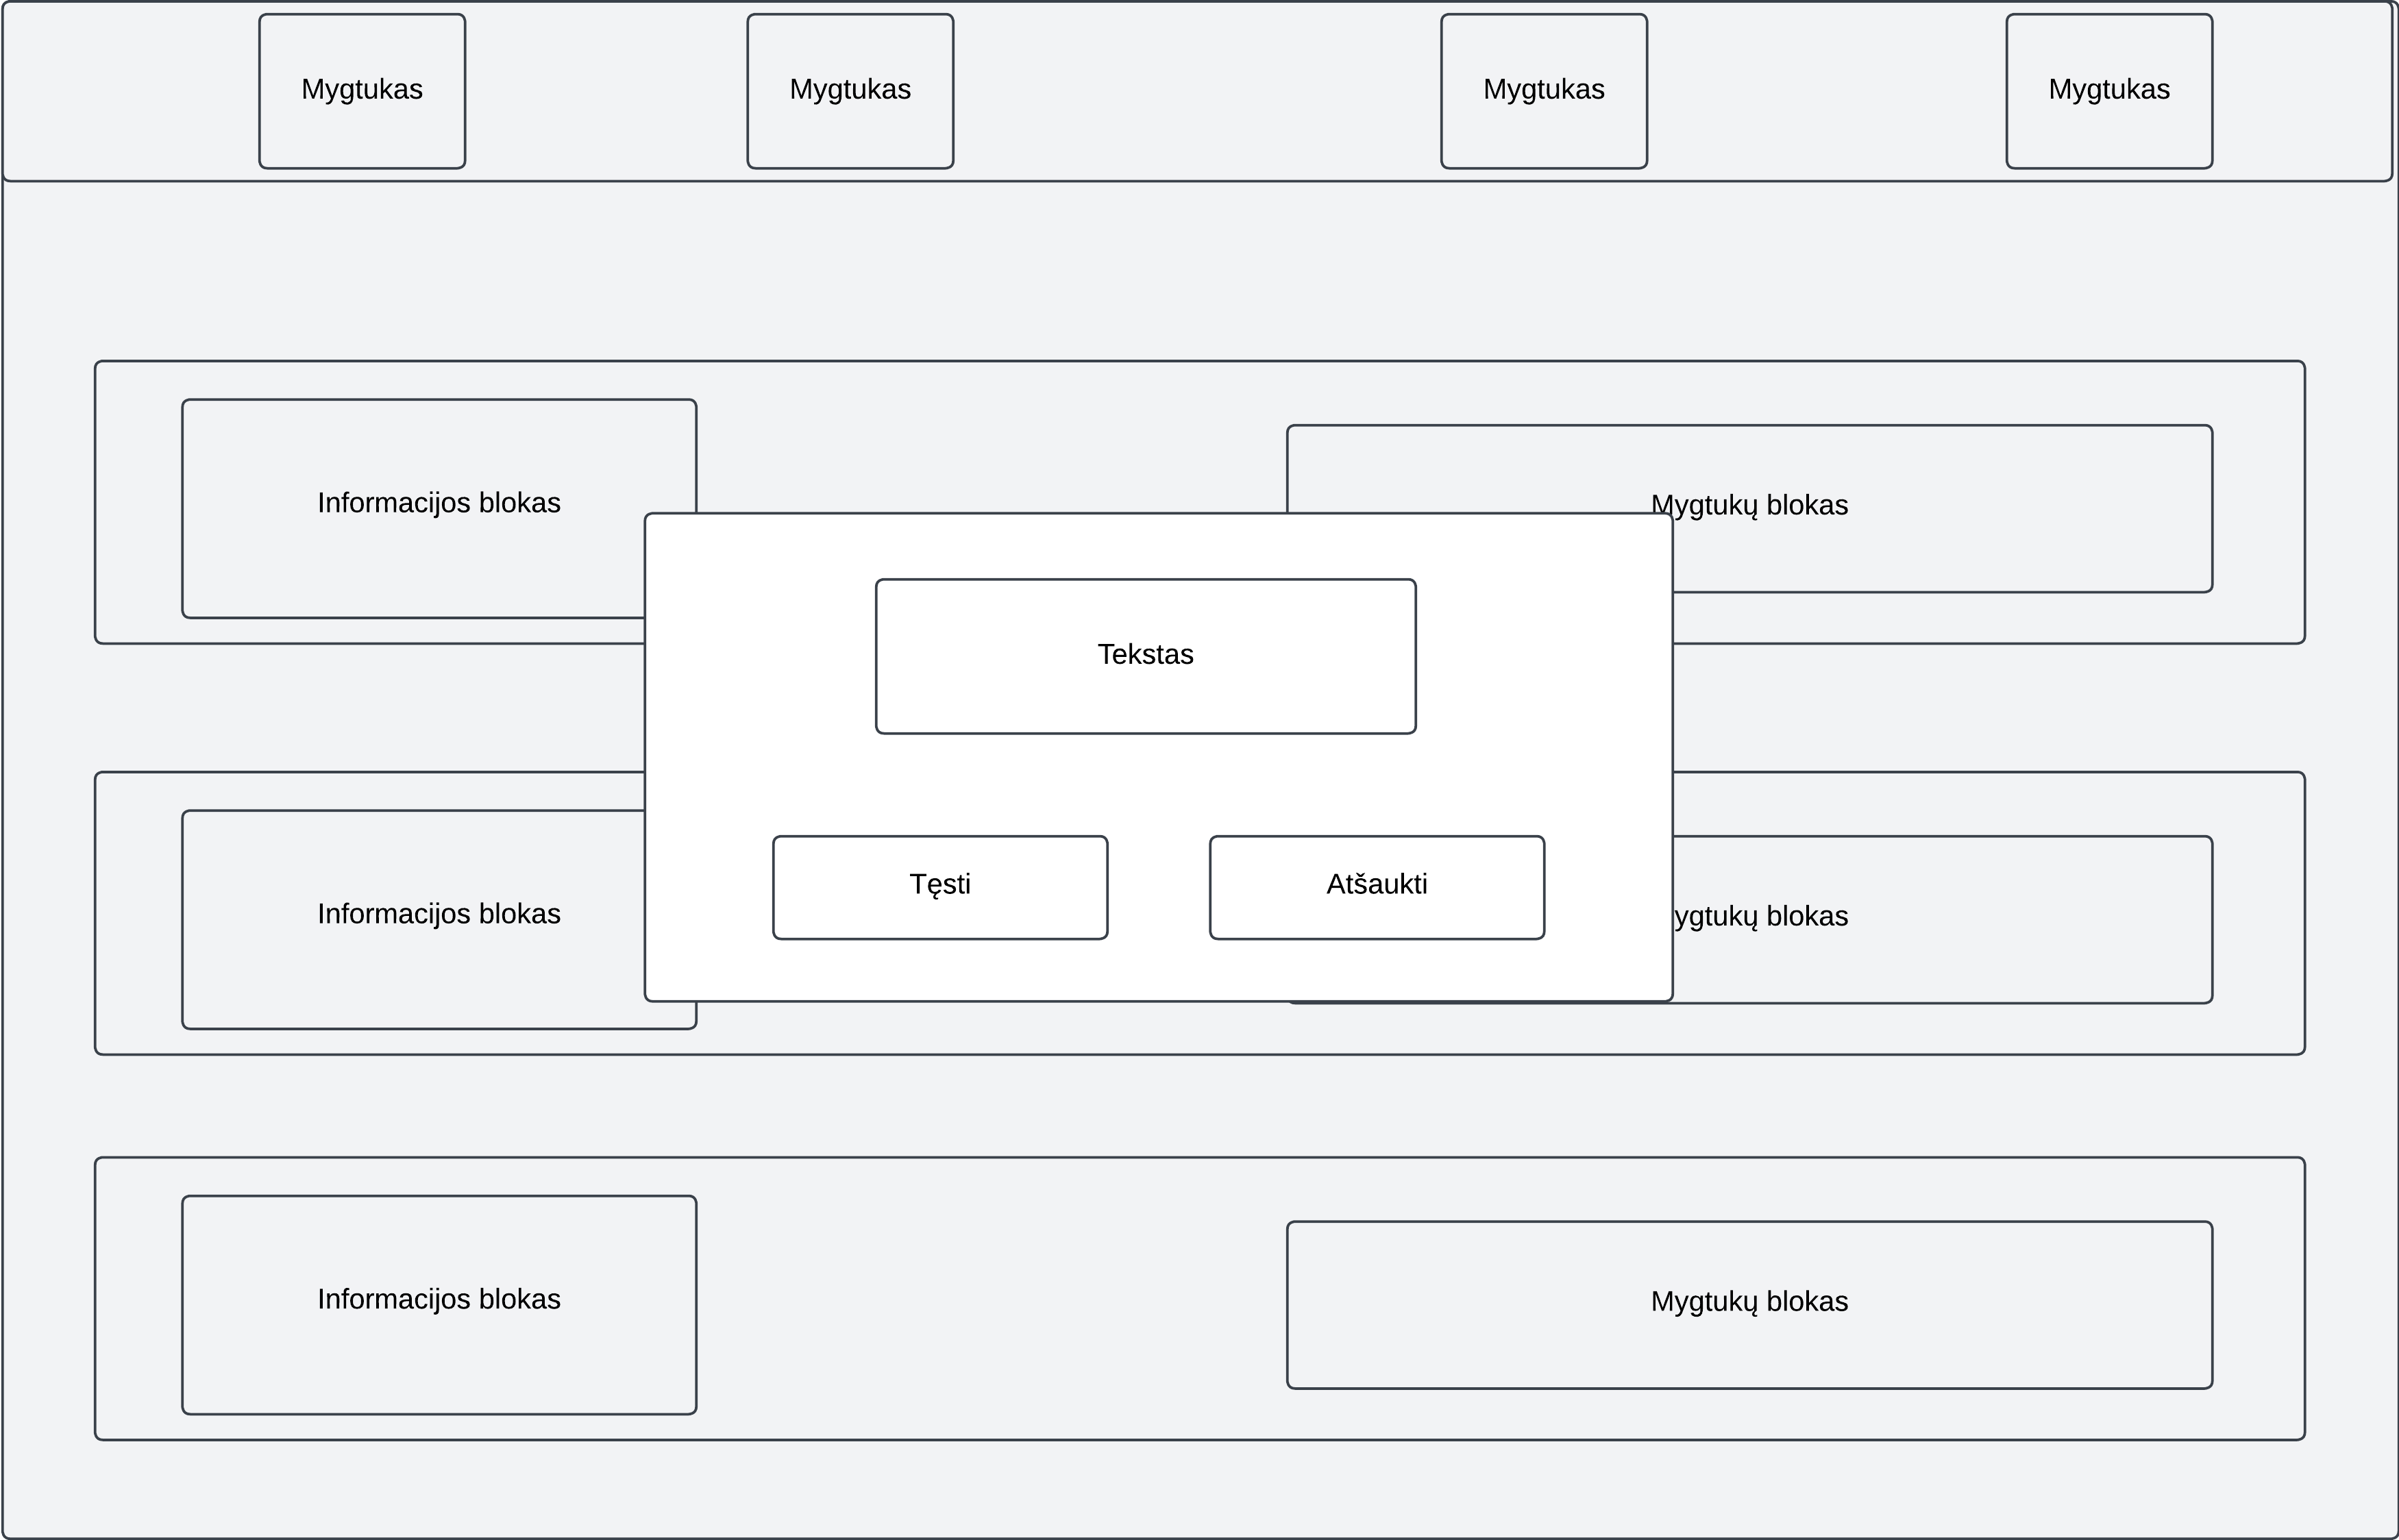 Mygtukas
Mygtukas
Mygtukas
Mygtukas
Informacijos blokas
Mygtukų blokas
Tekstas
Tęsti
Atšaukti
Informacijos blokas
ygtukų blokas
Informacijos blokas
Mygtukų blokas